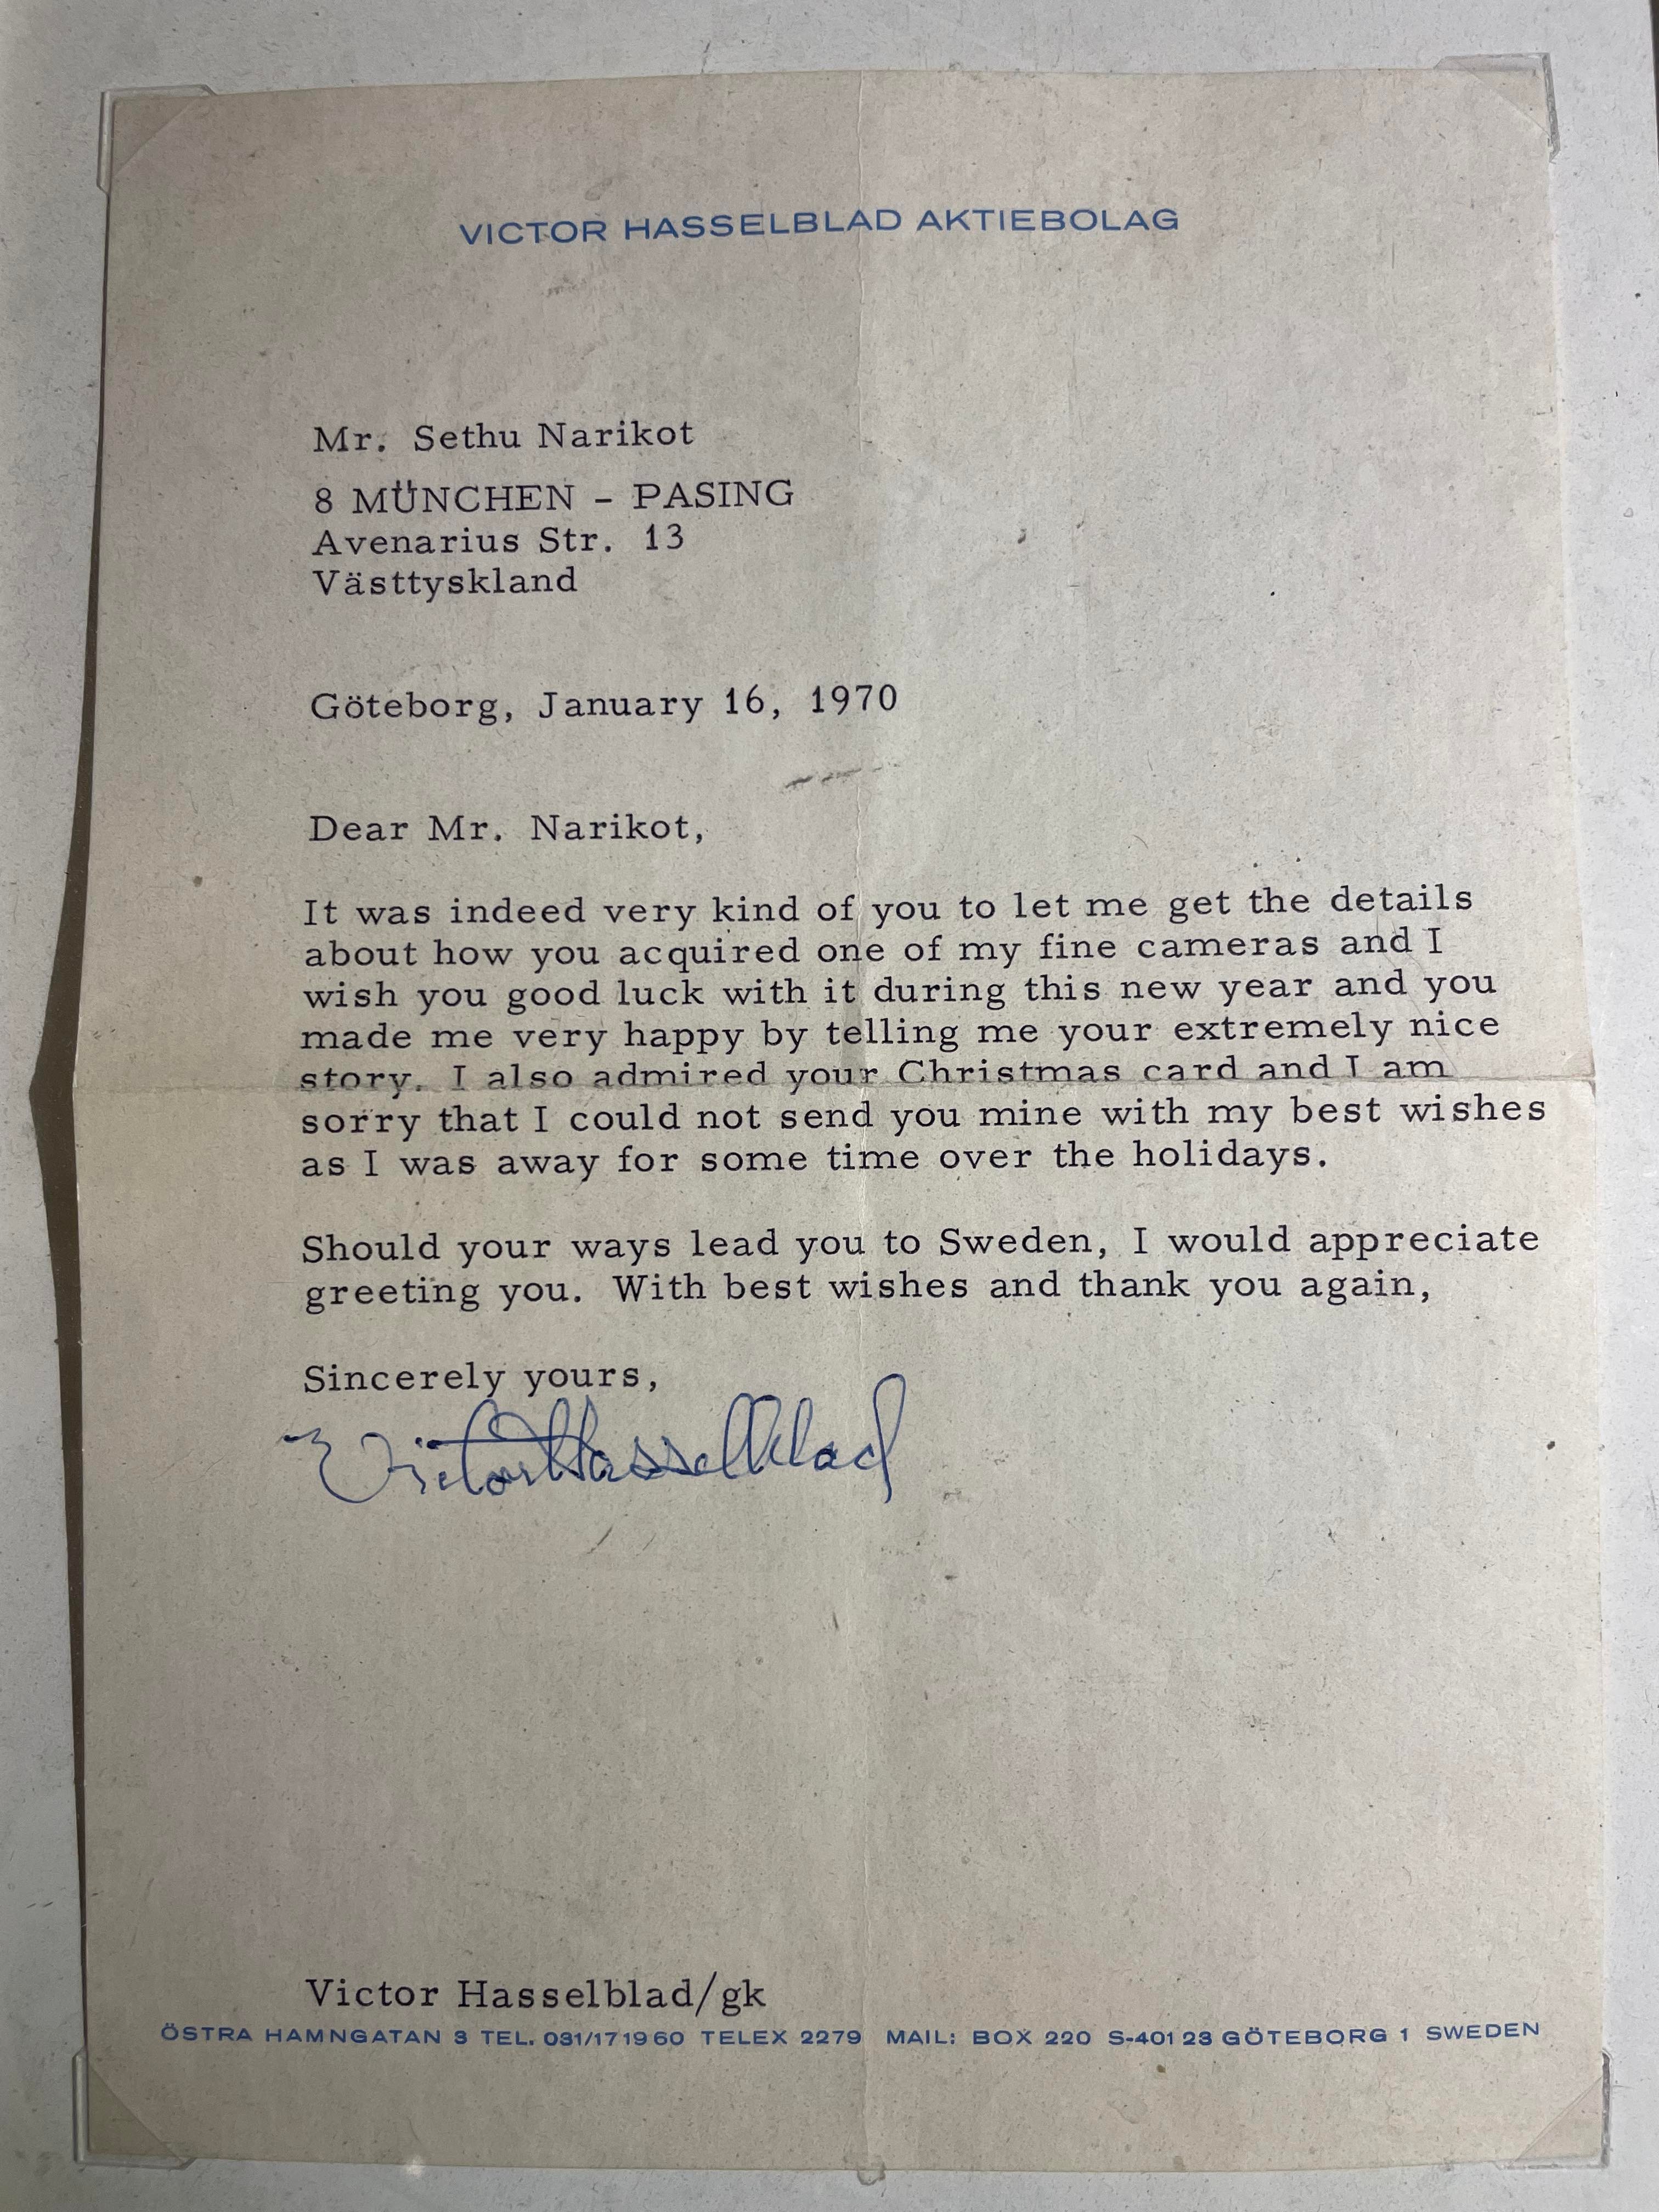 VICTOR HASSELBLAD AKTIEBOLAG
Mr. Sethu Narikot
8 MÜNCHEN - PASING
Avenarius Str. 13
Västtyskland
Göteborg, January 16, 1970
Dear Mr. Narikot,
It was indeed very kind of you to let me get the details
about how you acquired one of my fine cameras and I
wish you good luck with it during this new year and you
made me very happy by telling me your extremely nice
story. I also admired your Christmas card and I am
sorry that I could not send you mine with my best wishes
as I was away for some time over the holidays.
Should your ways lead you to Sweden, I would appreciate
greeting you. With best wishes and thank you again,
Sincerely yours,
Victor Hasselblad
Victor Hasselblad/gk
ÖSTRA HAMNGATAN 3 TEL. 031/17 19 60 TELEX 2279 MAIL: BOX 220 S-401 23 GÖTEBORG 1 SWEDEN